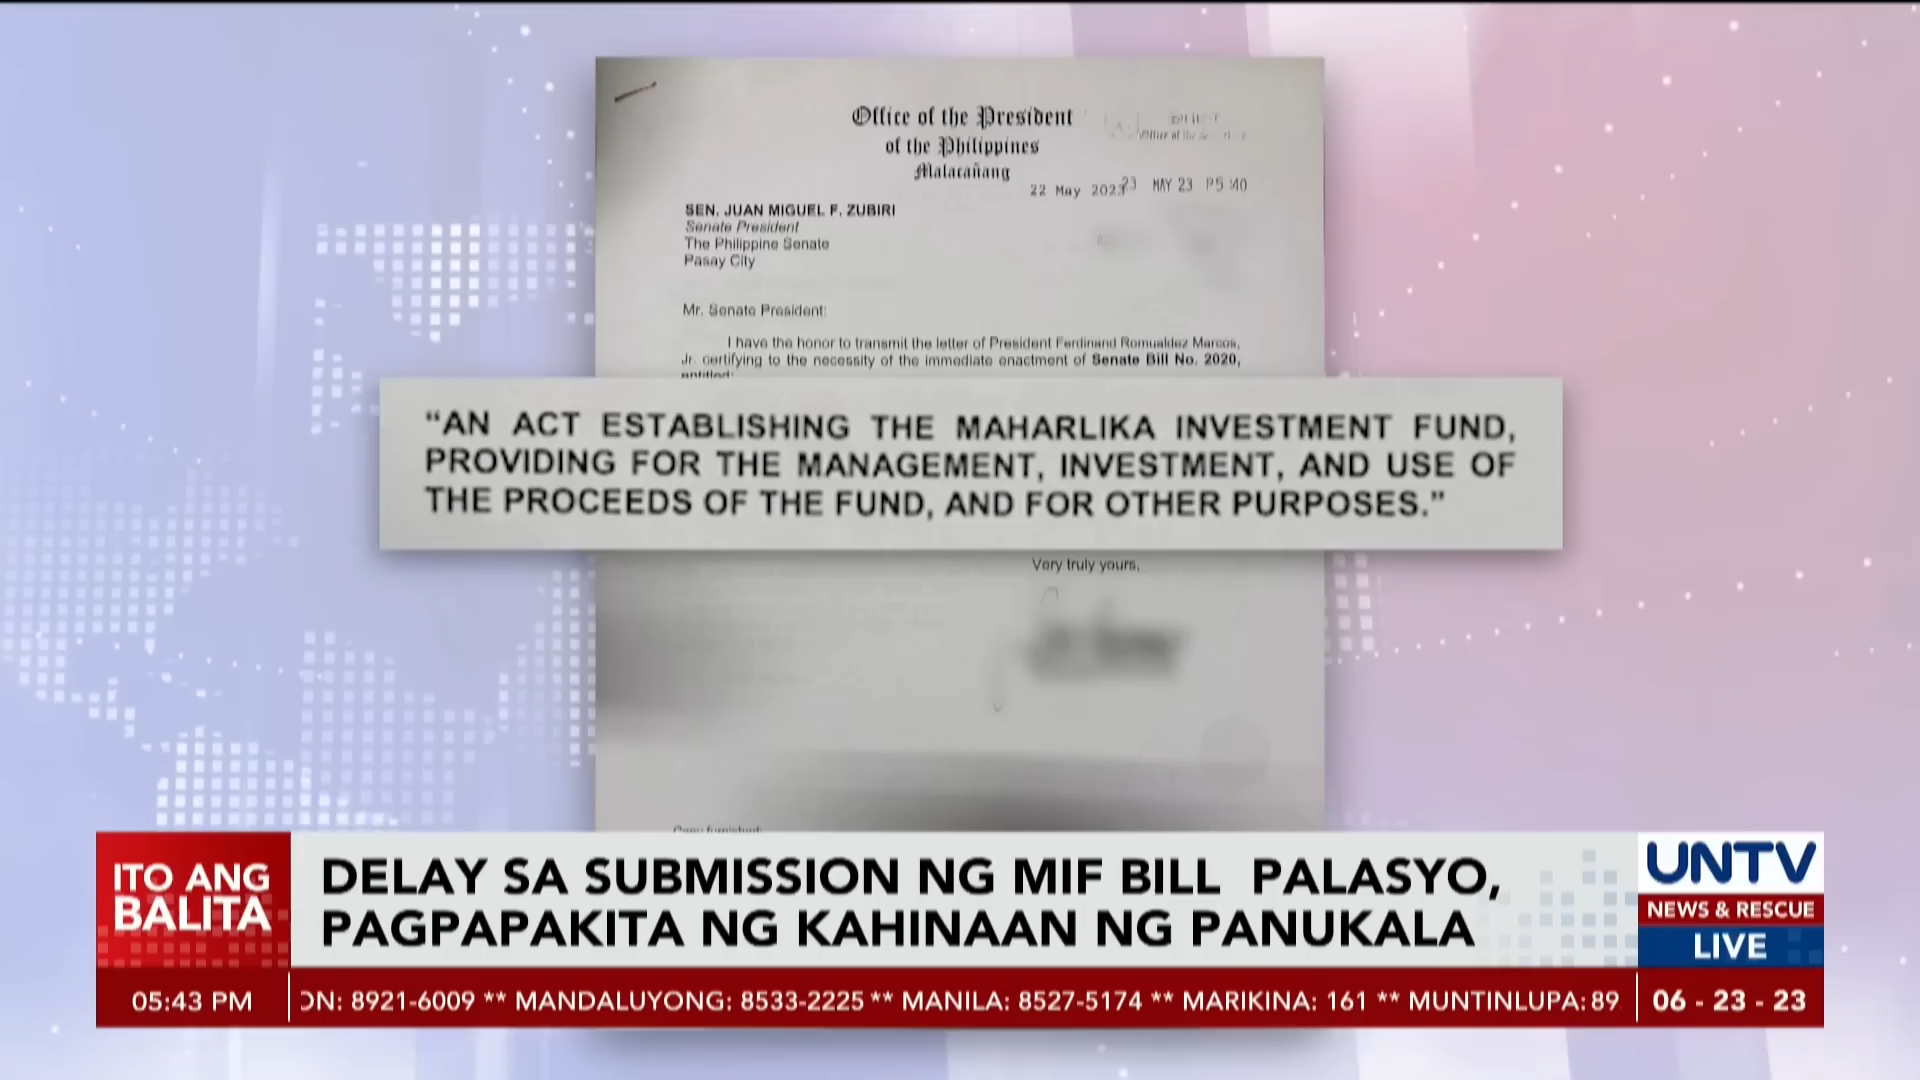 Office of the President
of the Philippines
Malacañang
22 May 2023
23 MAY 23 P5:40
SEN. JUAN MIGUEL F. ZUBIRI
Senate President
The Philippine Senate
Pasay City
Mr. Senate President:
I have the honor to transmit the letter of President Ferdinand Romualdez Marcos,
Jr. certifying to the necessity of the immediate enactment of Senate Bill No. 2020,
entitled:
“AN ACT ESTABLISHING THE MAHARLIKA INVESTMENT FUND,
PROVIDING FOR THE MANAGEMENT, INVESTMENT, AND USE OF
THE PROCEEDS OF THE FUND, AND FOR OTHER PURPOSES.”
Very truly yours,
Copy furnished:
ITO ANG
BALITA
DELAY SA SUBMISSION NG MIF BILL  PALASYO,
PAGPAPAKITA NG KAHINAAN NG PANUKALA
UNTV
NEWS & RESCUE
LIVE
05:43 PM
ON: 8921-6009 ** MANDALUYONG: 8533-2225 ** MANILA: 8527-5174 ** MARIKINA: 161 ** MUNTINLUPA: 89
06 - 23 - 23